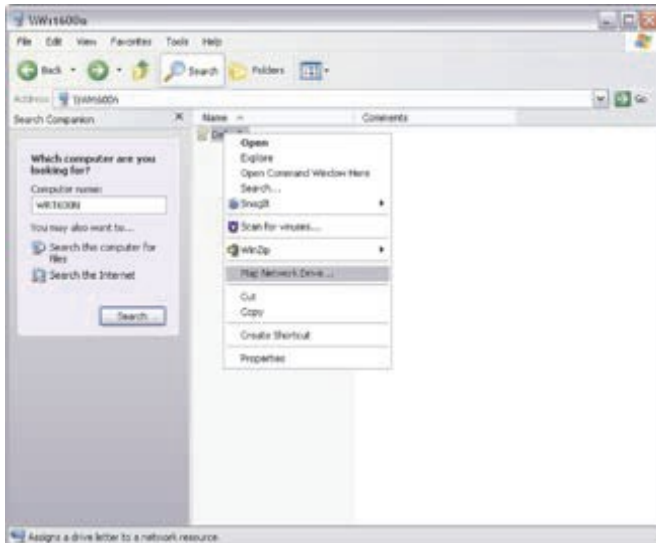 \\Wrt600n
File Edit View Favorites Tools Help
Back Search Folders
Address \\Wrt600n Go
Search Companion
Name Comments
Which computer are you
looking for?
Computer name:
You may also want to...
Search this computer for
files
Search the Internet
Search
Open
Explore
Open Command Window Here
Search...
SnagIt
Scan for viruses...
WinZip
Map Network Drive...
Cut
Copy
Create Shortcut
Properties
Assigns a drive letter to a network resource.